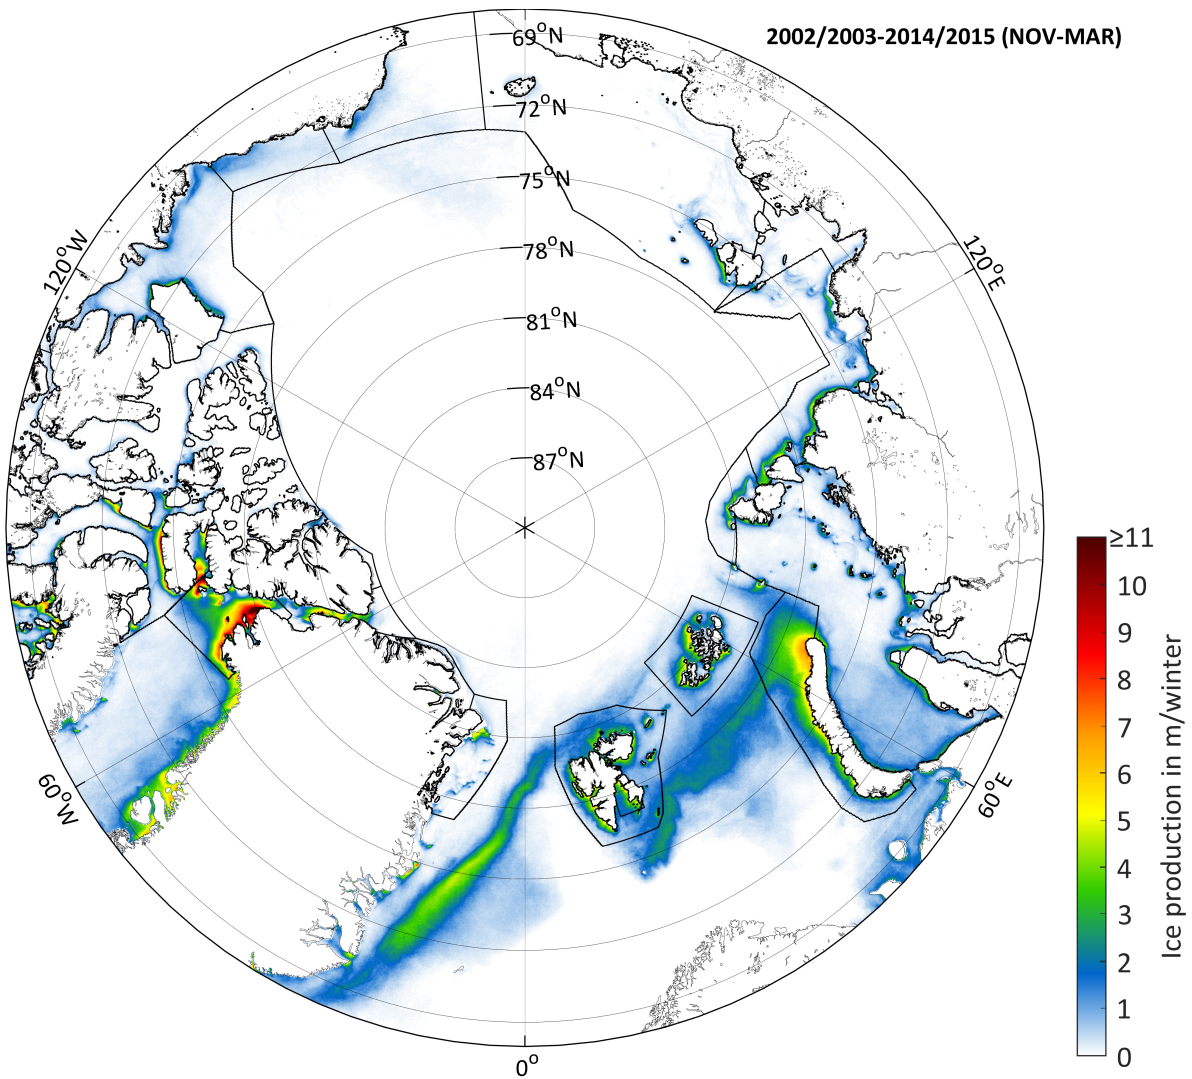 2002/2003-2014/2015 (NOV-MAR)
69°N
72°N
75°N
78°N
81°N
84°N
87°N
120°W
120°E
60°W
60°E
0°
≥11
10
9
8
7
6
5
4
3
2
1
0
Ice production in m/winter